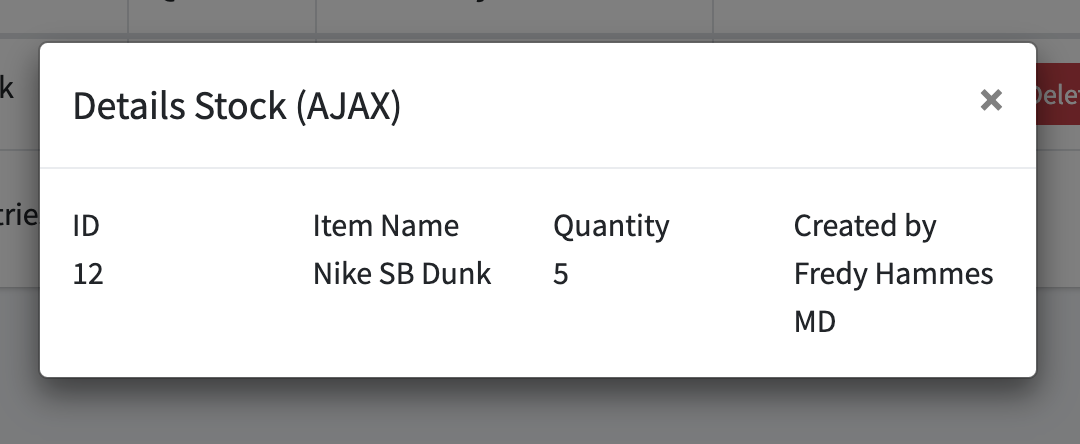 Details Stock (AJAX)
×
ID
Item Name
Quantity
Created by
12
Nike SB Dunk
5
Fredy Hammes
MD